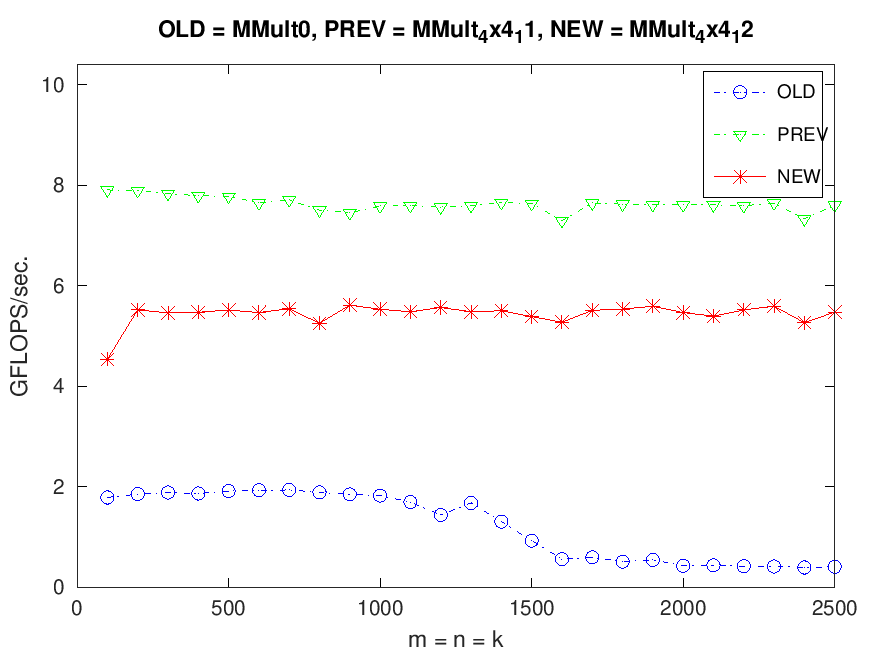 OLD = MMult0, PREV = MMult4x411, NEW = MMult4x412
OLD
PREV
NEW
10
8
6
4
2
0
GFLOPS/sec.
0 500 1000 1500 2000 2500
m = n = k